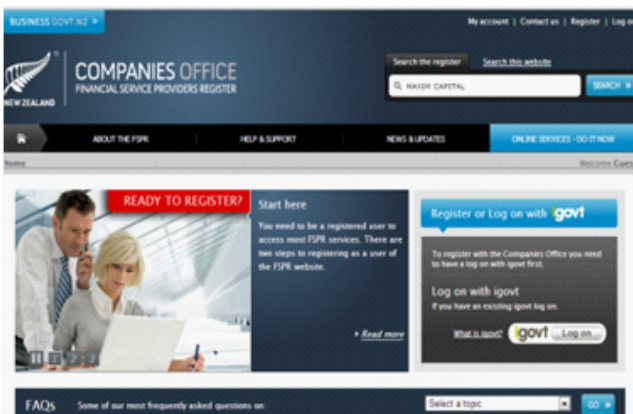 BUSINESS.GOVT.NZ »
My account | Contact us | Register | Log on
Search the register
Search this website
MAXIM CAPITAL
SEARCH »
COMPANIES OFFICE
FINANCIAL SERVICE PROVIDERS REGISTER
NEW ZEALAND
ABOUT THE FSPR
HELP & SUPPORT
NEWS & UPDATES
ONLINE SERVICES - DO IT NOW
Home
Welcome Gues
READY TO REGISTER?
Start here
You need to be a registered user to
access most FSPR services. There are
two steps to registering as a user of
the FSPR website.
Read more
Register or Log on with igovt
To register with the Companies Office you need
to have a log on with igovt first.
Log on with igovt
If you have an existing igovt log on.
What is igovt?
igovt Log on
1 2 3
FAQs
Some of our most frequently asked questions on:
Select a topic
GO »